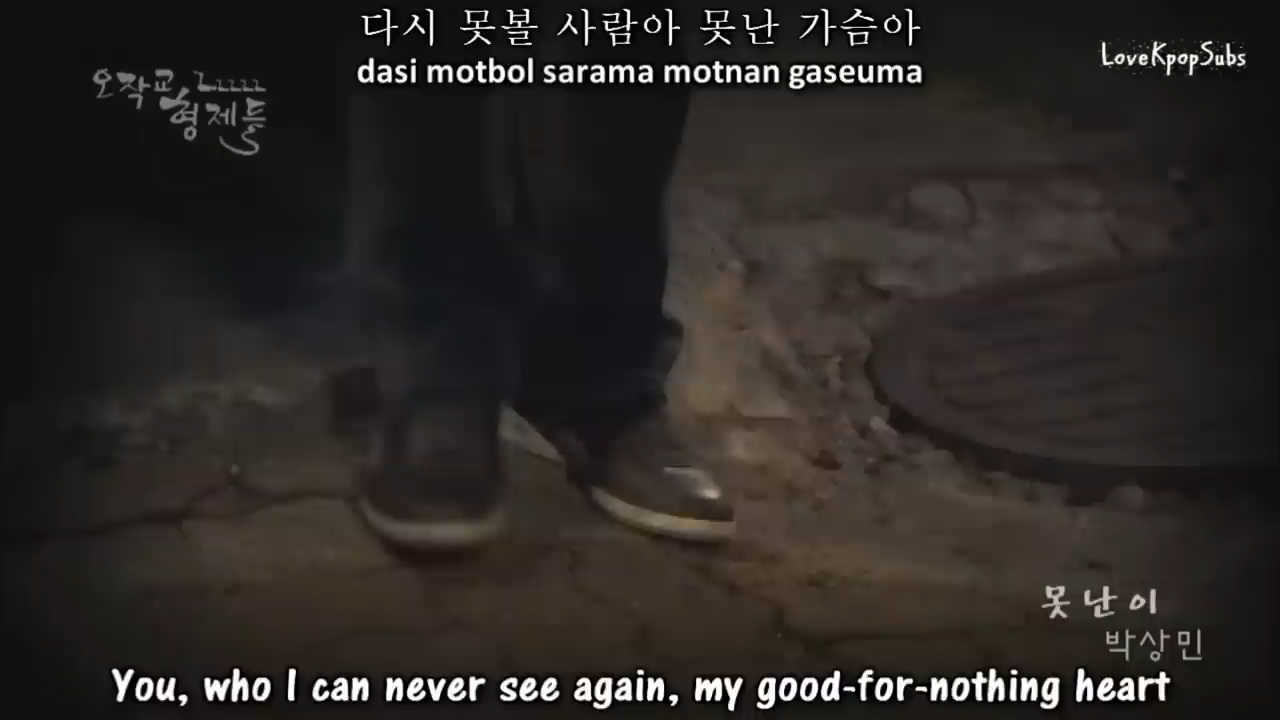 다시 못볼 사람아 못난 가슴아
dasi motbol sarama motnan gaseuma
LoveKpopSubs
오작교
형제들
못난이
박상민
You, who I can never see again, my good-for-nothing heart